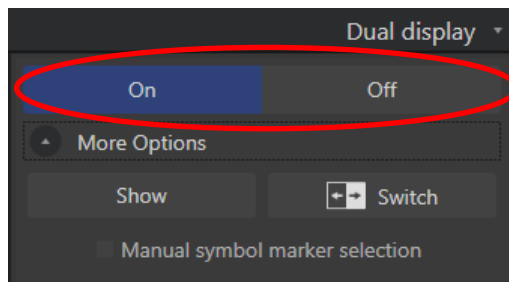 Dual display
On Off
More Options
Show Switch
Manual symbol marker selection